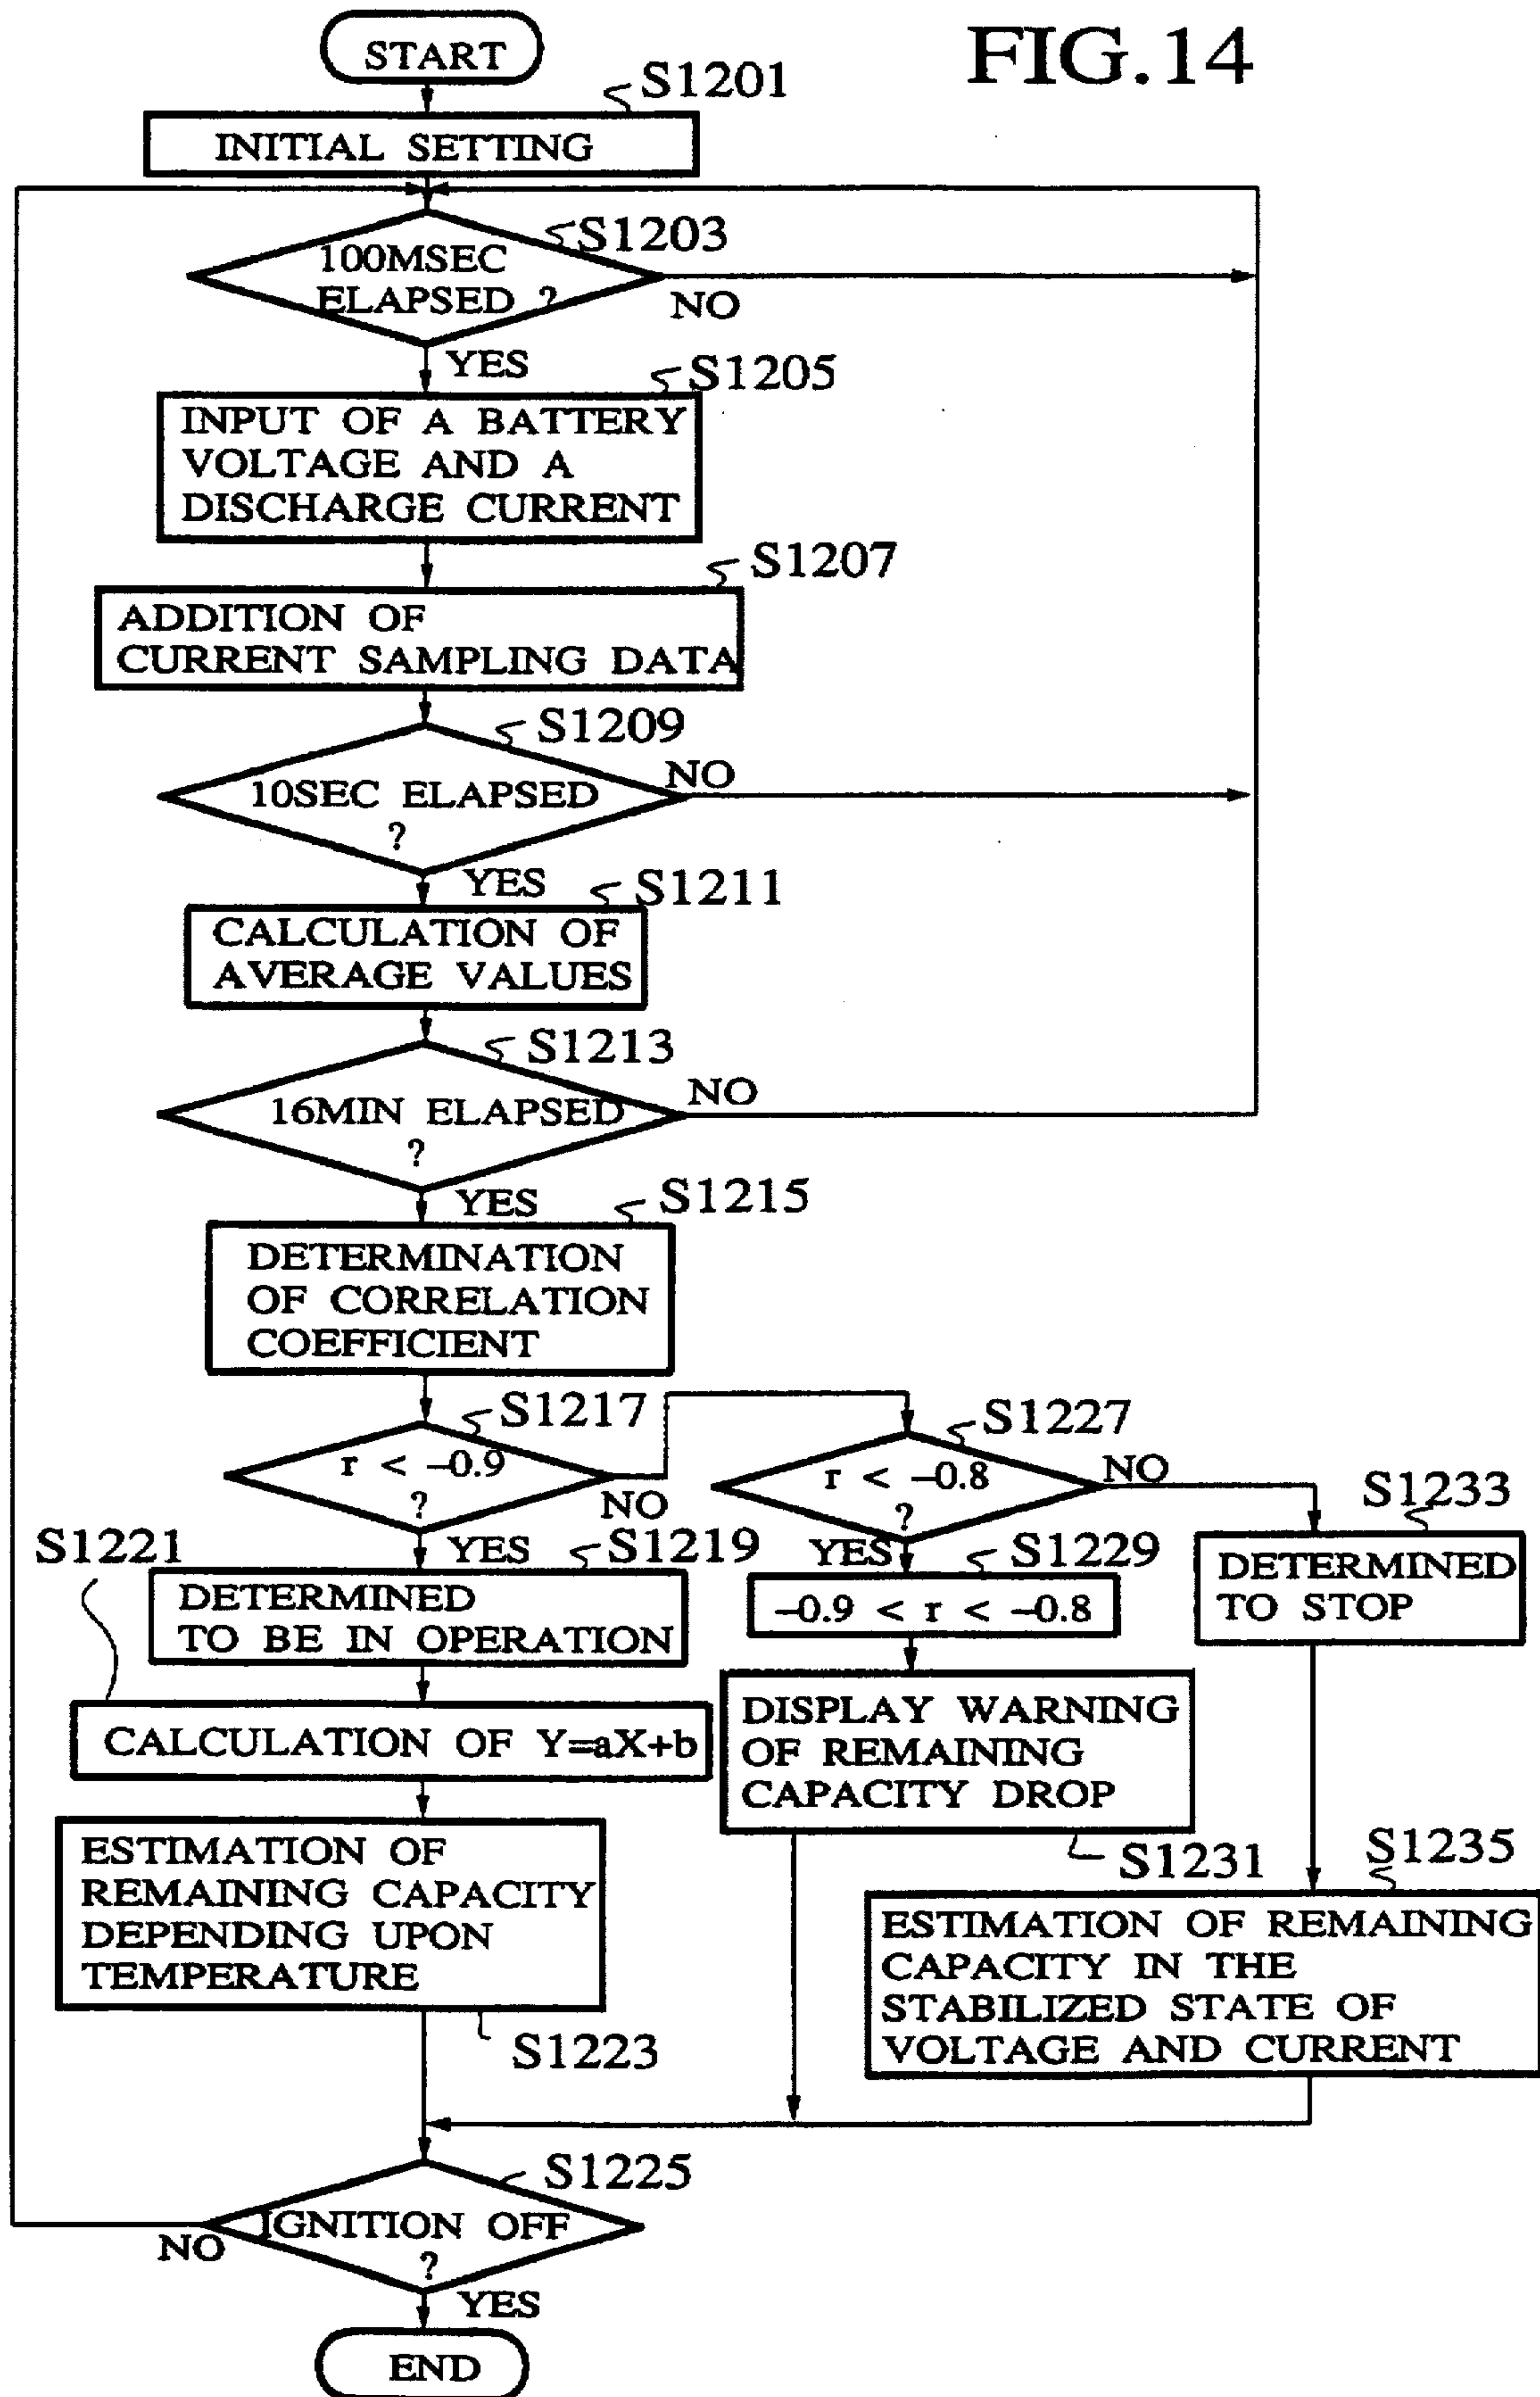 FIG.14
START
S1201
INITIAL SETTING
S1203
100MSEC
ELAPSED ?
NO
YES
S1205
INPUT OF A BATTERY
VOLTAGE AND A
DISCHARGE CURRENT
S1207
ADDITION OF
CURRENT SAMPLING DATA
S1209
10SEC ELAPSED
?
NO
YES
S1211
CALCULATION OF
AVERAGE VALUES
S1213
16MIN ELAPSED
?
NO
YES
S1215
DETERMINATION
OF CORRELATION
COEFFICIENT
S1217
r < -0.9
?
NO
YES
S1219
DETERMINED
TO BE IN OPERATION
S1221
CALCULATION OF Y=aX+b
ESTIMATION OF
REMAINING CAPACITY
DEPENDING UPON
TEMPERATURE
S1223
S1227
r < -0.8
?
NO
YES
S1229
-0.9 < r < -0.8
DISPLAY WARNING
OF REMAINING
CAPACITY DROP
S1231
S1233
DETERMINED
TO STOP
S1235
ESTIMATION OF REMAINING
CAPACITY IN THE
STABILIZED STATE OF
VOLTAGE AND CURRENT
S1225
IGNITION OFF
?
NO
YES
END